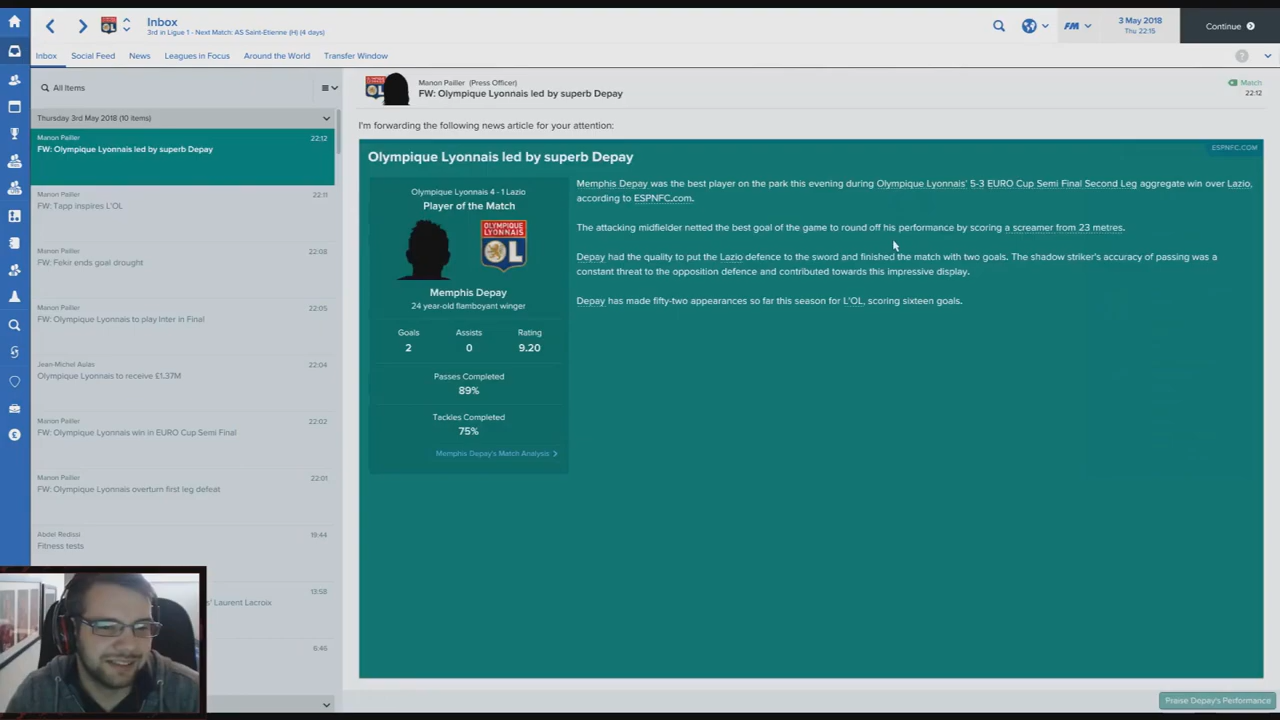 Inbox
3rd in Ligue 1 - Next Match: AS Saint-Etienne (H) (4 days)
FM
3 May 2018
Thu 22:15
Continue
Inbox
Social Feed
News
Leagues in Focus
Around the World
Transfer Window
?
All Items
Thursday 3rd May 2018 (10 items)
Manon Pailler 22:12
FW: Olympique Lyonnais led by superb Depay
Manon Pailler 22:11
FW: Tapp inspires L'OL
Manon Pailler 22:08
FW: Fekir ends goal drought
Manon Pailler 22:05
FW: Olympique Lyonnais to play Inter in Final
Jean-Michel Aulas 22:04
Olympique Lyonnais to receive £1.37M
Manon Pailler 22:02
FW: Olympique Lyonnais win in EURO Cup Semi Final
Manon Pailler 22:01
FW: Olympique Lyonnais overturn first leg defeat
Abdel Redissi 19:44
Fitness tests
13:58
' Laurent Lacroix
6:46
Manon Pailler (Press Officer)
FW: Olympique Lyonnais led by superb Depay
Match
22:12
I'm forwarding the following news article for your attention:
ESPNFC.COM
Olympique Lyonnais led by superb Depay
Olympique Lyonnais 4 - 1 Lazio
Player of the Match
OLYMPIQUE
LYONNAIS
OL
Memphis Depay
24 year-old flamboyant winger
Goals Assists Rating
2 0 9.20
Passes Completed
89%
Tackles Completed
75%
Memphis Depay's Match Analysis
Memphis Depay was the best player on the park this evening during Olympique Lyonnais' 5-3 EURO Cup Semi Final Second Leg aggregate win over Lazio,
according to ESPNFC.com.
The attacking midfielder netted the best goal of the game to round off his performance by scoring a screamer from 23 metres.
Depay had the quality to put the Lazio defence to the sword and finished the match with two goals. The shadow striker's accuracy of passing was a
constant threat to the opposition defence and contributed towards this impressive display.
Depay has made fifty-two appearances so far this season for L'OL, scoring sixteen goals.
Praise Depay's Performance